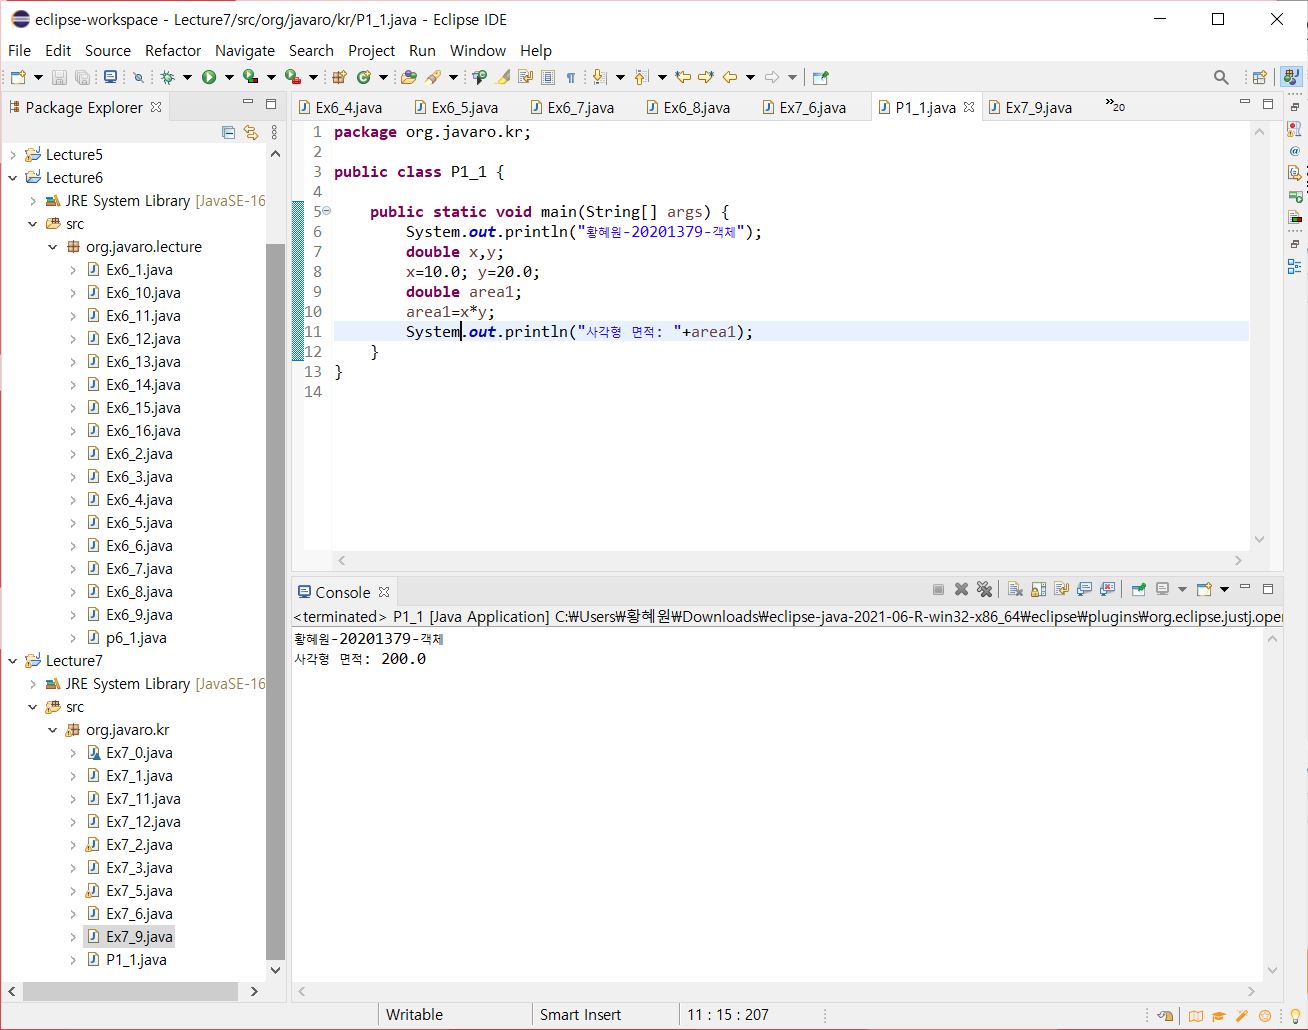 eclipse-workspace - Lecture7/src/org/javaro/kr/P1_1.java - Eclipse IDE
File Edit Source Refactor Navigate Search Project Run Window Help
Package Explorer
Lecture5
Lecture6
JRE System Library [JavaSE-16
src
org.javaro.lecture
Ex6_1.java
Ex6_10.java
Ex6_11.java
Ex6_12.java
Ex6_13.java
Ex6_14.java
Ex6_15.java
Ex6_16.java
Ex6_2.java
Ex6_3.java
Ex6_4.java
Ex6_5.java
Ex6_6.java
Ex6_7.java
Ex6_8.java
Ex6_9.java
p6_1.java
Lecture7
JRE System Library [JavaSE-16
src
org.javaro.kr
Ex7_0.java
Ex7_1.java
Ex7_11.java
Ex7_12.java
Ex7_2.java
Ex7_3.java
Ex7_5.java
Ex7_6.java
Ex7_9.java
P1_1.java
Ex6_4.java Ex6_5.java Ex6_7.java Ex6_8.java Ex7_6.java P1_1.java Ex7_9.java »20
1 package org.javaro.kr;
2
3 public class P1_1 {
4
5 public static void main(String[] args) {
6 System.out.println("황혜원-20201379-객체");
7 double x,y;
8 x=10.0; y=20.0;
9 double area1;
10 area1=x*y;
11 System.out.println("사각형 면적: "+area1);
12 }
13 }
14
Console
<terminated> P1_1 [Java Application] C:₩Users₩황혜원₩Downloads₩eclipse-java-2021-06-R-win32-x86_64₩eclipse₩plugins₩org.eclipse.justj.oper
황혜원-20201379-객체
사각형 면적: 200.0
Writable Smart Insert 11 : 15 : 207